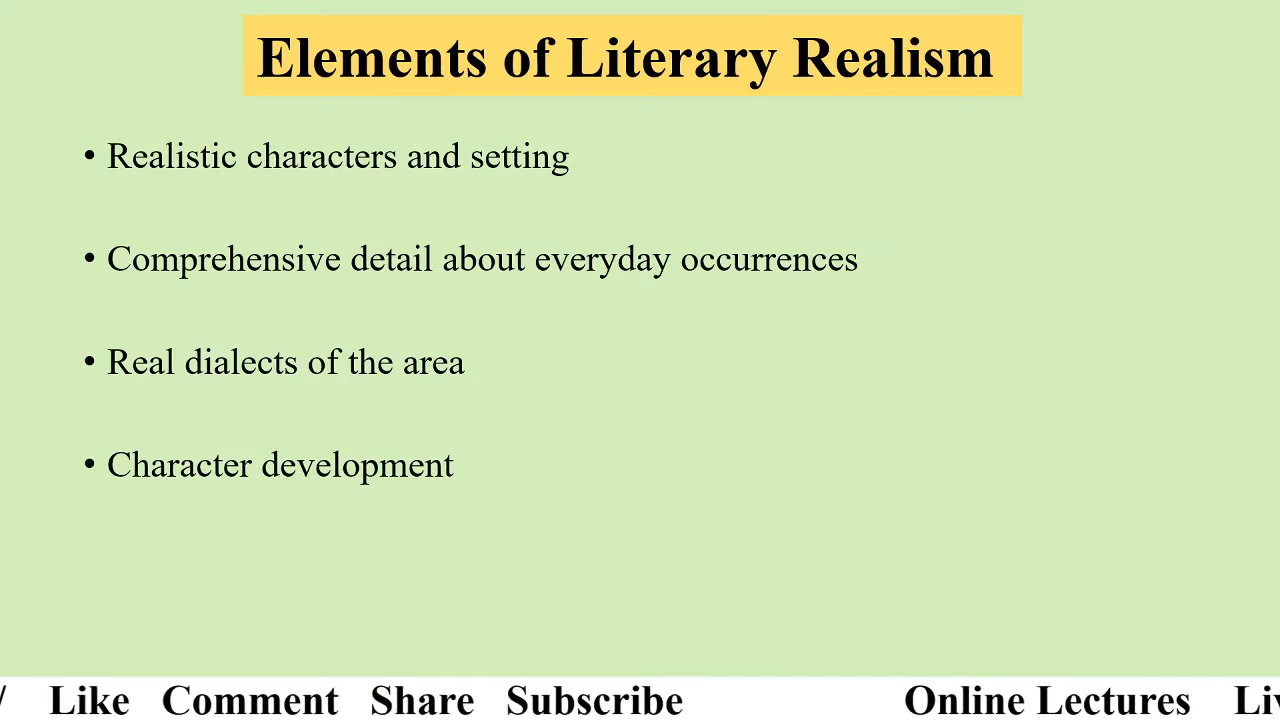 Elements of Literary Realism
• Realistic characters and setting
• Comprehensive detail about everyday occurrences
• Real dialects of the area
• Character development
/ Like Comment Share Subscribe Online Lectures